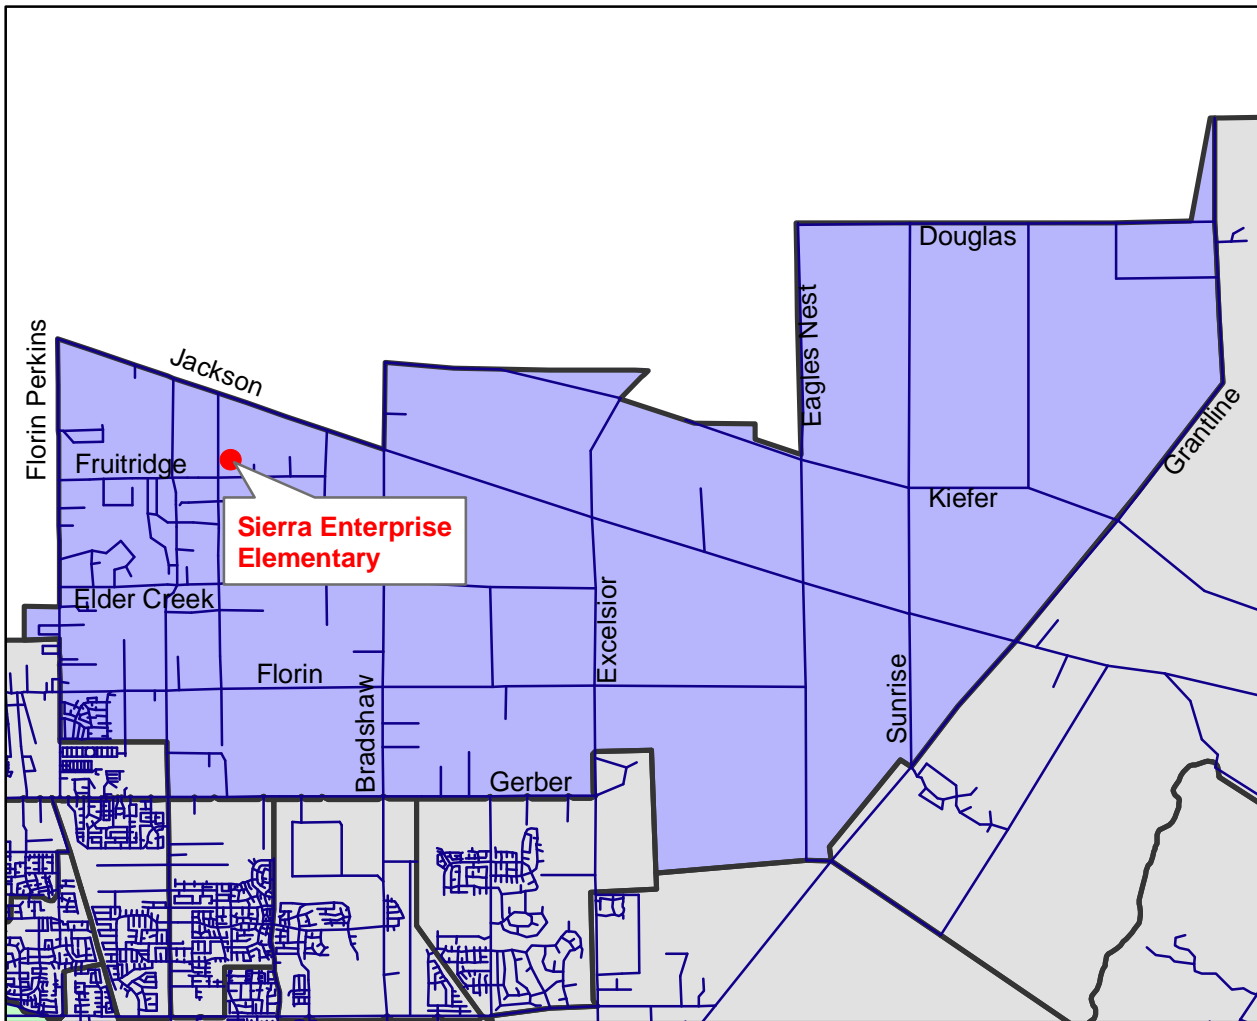 Douglas
Eagles Nest
Florin Perkins
Jackson
Grantline
Fruitridge
Kiefer
Sierra Enterprise
Elementary
Elder Creek
Excelsior
Florin
Sunrise
Bradshaw
Gerber